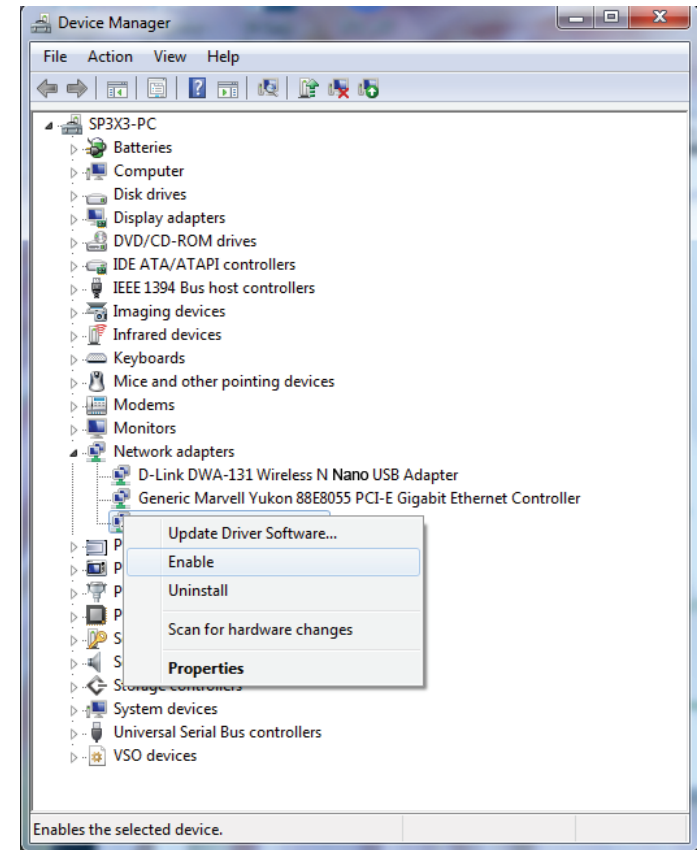 Device Manager
File Action View Help
SP3X3-PC
Batteries
Computer
Disk drives
Display adapters
DVD/CD-ROM drives
IDE ATA/ATAPI controllers
IEEE 1394 Bus host controllers
Imaging devices
Infrared devices
Keyboards
Mice and other pointing devices
Modems
Monitors
Network adapters
D-Link DWA-131 Wireless N Nano USB Adapter
Generic Marvell Yukon 88E8055 PCI-E Gigabit Ethernet Controller
Update Driver Software...
P
Enable
P
Uninstall
P
P
Scan for hardware changes
S
S
Properties
Storage controllers
System devices
Universal Serial Bus controllers
VSO devices
Enables the selected device.